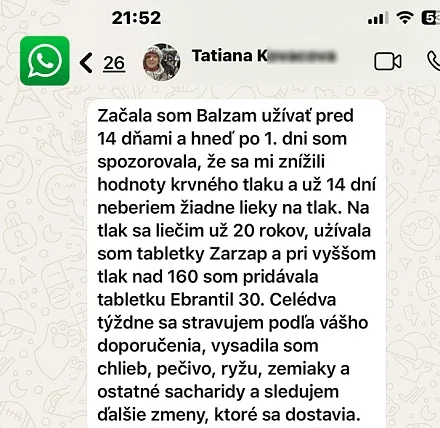 21:52
26
Tatiana K
Začala som Balzam užívať pred
14 dňami a hneď po 1. dni som
spozorovala, že sa mi znížili
hodnoty krvného tlaku a už 14 dní
neberiem žiadne lieky na tlak. Na
tlak sa liečim už 20 rokov, užívala
som tabletky Zarzap a pri vyššom
tlak nad 160 som pridávala
tabletku Ebrantil 30. Celédva
týždne sa stravujem podľa vášho
doporučenia, vysadila som
chlieb, pečivo, ryžu, zemiaky a
ostatné sacharidy a sledujem
ďalšie zmeny, ktoré sa dostavia.